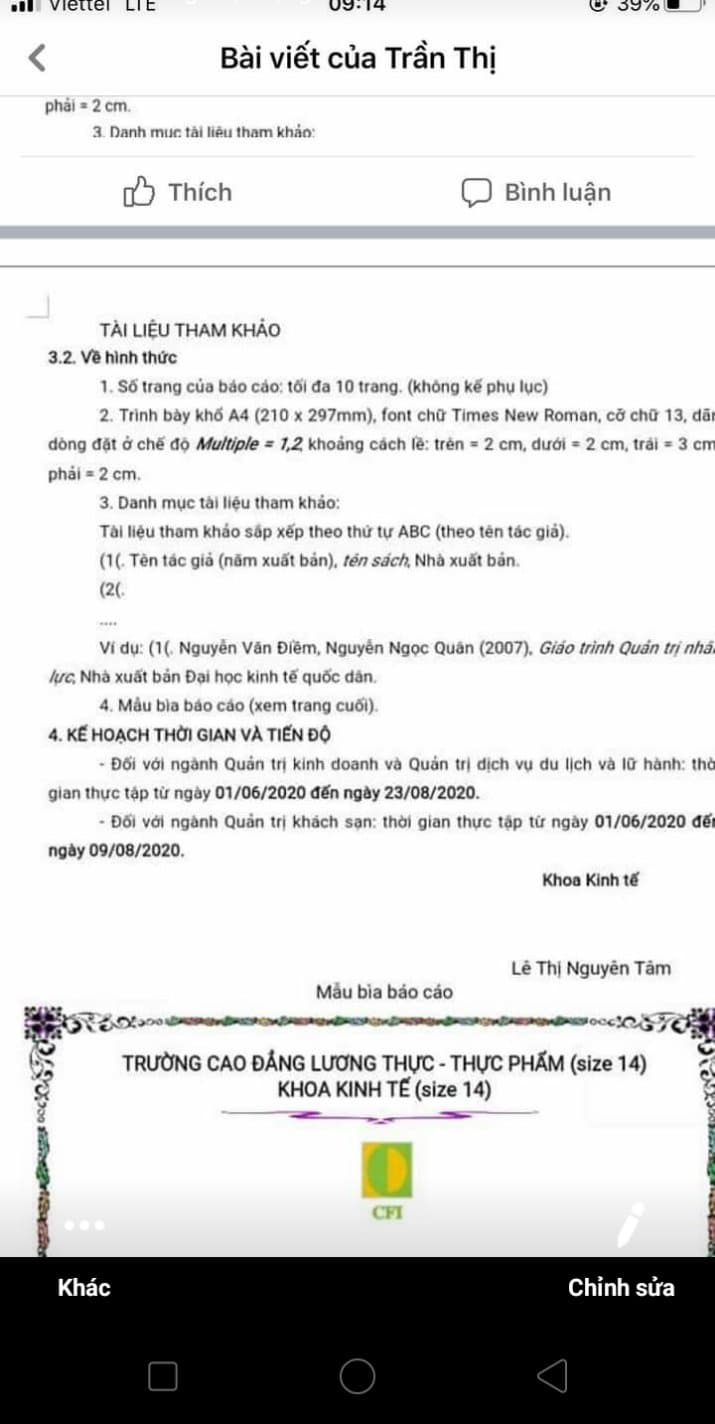 Viettel LTE 09:14 39%
Bài viết của Trần Thị
phải = 2 cm.
3. Danh mục tài liệu tham khảo:
Thích Bình luận
TÀI LIỆU THAM KHẢO
3.2. Về hình thức
1. Số trang của báo cáo: tối đa 10 trang. (không kể phụ lục)
2. Trình bày khổ A4 (210 x 297mm), font chữ Times New Roman, cỡ chữ 13,
dòng đặt ở chế độ Multiple = 1,2, khoảng cách lề: trên = 2 cm, dưới = 2 cm, trái = 3 cm
phải = 2 cm.
3. Danh mục tài liệu tham khảo:
Tài liệu tham khảo sắp xếp theo thứ tự ABC (theo tên tác giả).
(1(. Tên tác giả (năm xuất bản), tên sách, Nhà xuất bản.
(2(.
....
Ví dụ: (1(. Nguyễn Văn Điềm, Nguyễn Ngọc Quân (2007), Giáo trình Quản trị
lực, Nhà xuất bản Đại học kinh tế quốc dân.
4. Mẫu bìa báo cáo (xem trang cuối).
4. KẾ HOẠCH THỜI GIAN VÀ TIẾN ĐỘ
- Đối với ngành Quản trị kinh doanh và Quản trị dịch vụ du lịch và lữ hành:
gian thực tập từ ngày 01/06/2020 đến ngày 23/08/2020.
- Đối với ngành Quản trị khách sạn: thời gian thực tập từ ngày 01/06/2020
ngày 09/08/2020.
Khoa Kinh tế
Lê Thị Nguyên Tâm
Mẫu bìa báo cáo
TRƯỜNG CAO ĐẲNG LƯƠNG THỰC - THỰC PHẨM (size 14)
KHOA KINH TẾ (size 14)
CFI
Khác Chỉnh sửa